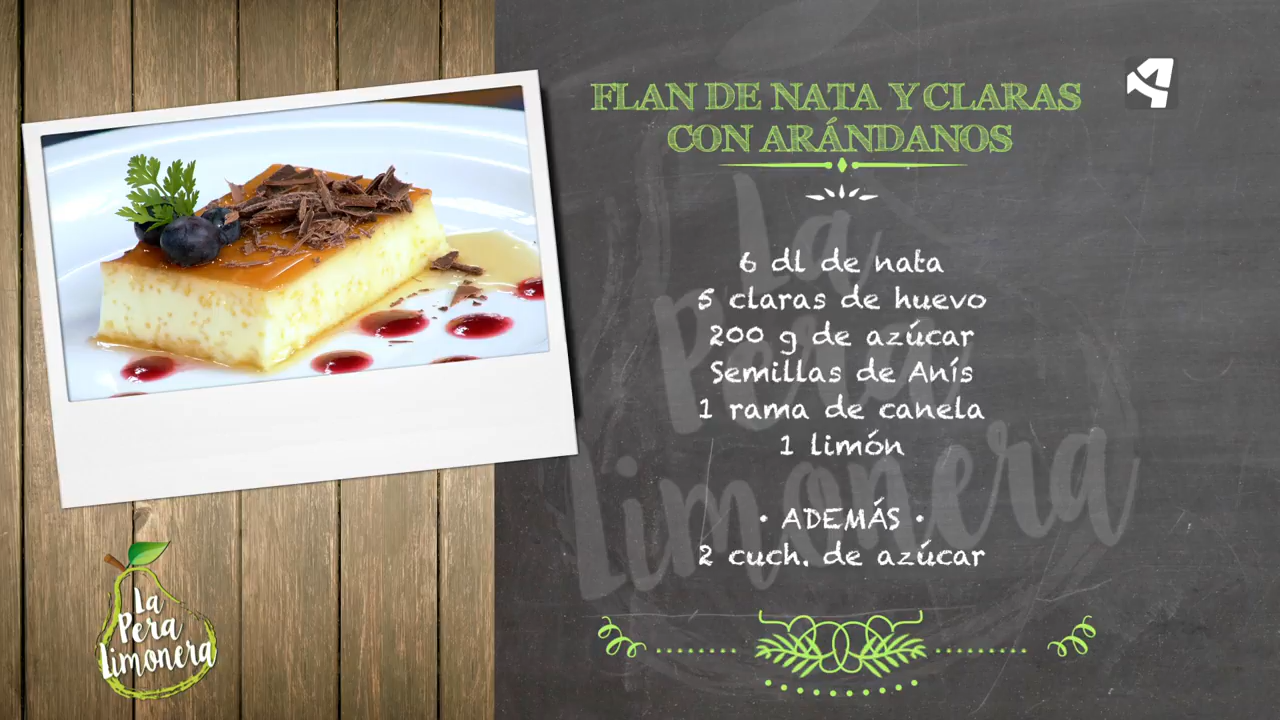 FLAN DE NATA Y CLARAS
CON ARÁNDANOS
6 dl de nata
5 claras de huevo
200 g de azúcar
Semillas de Anís
1 rama de canela
1 limón
• ADEMÁS •
2 cuch. de azúcar
La
Pera
limonera
La
Pera
limonera